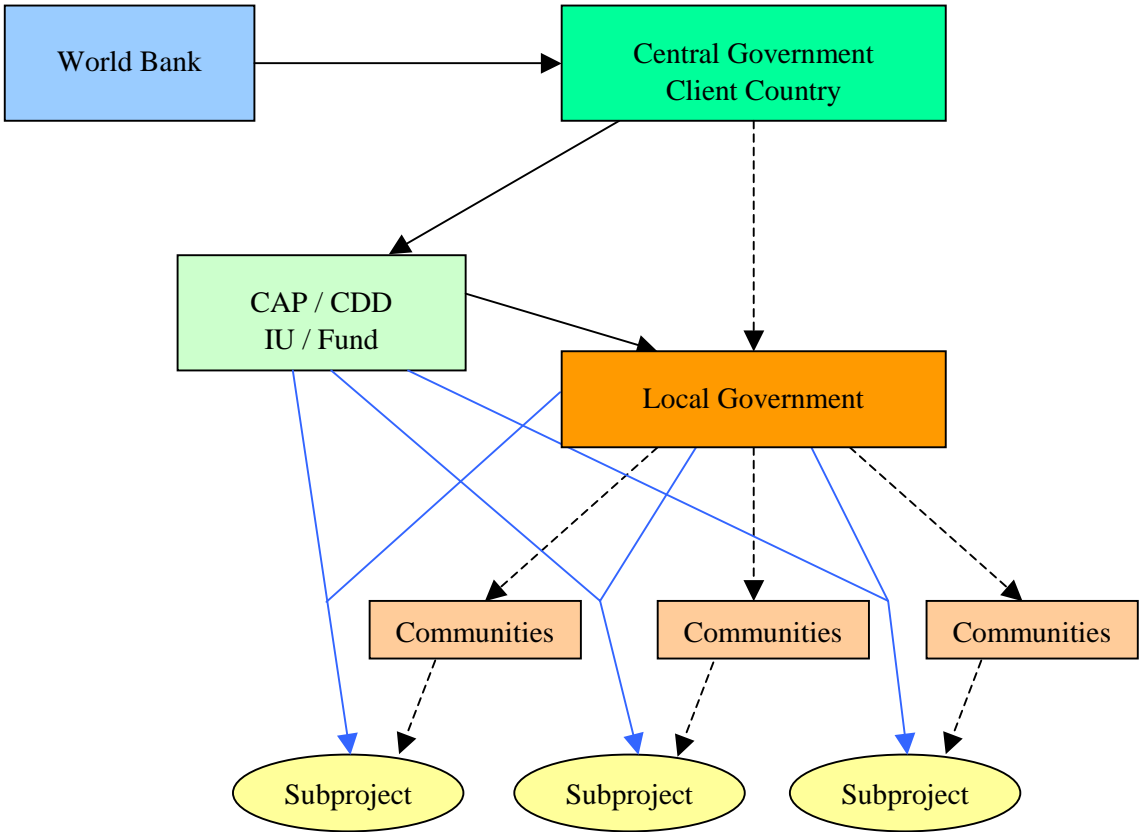 World Bank
Central Government
Client Country
CAP / CDD
IU / Fund
Local Government
Communities
Communities
Communities
Subproject
Subproject
Subproject